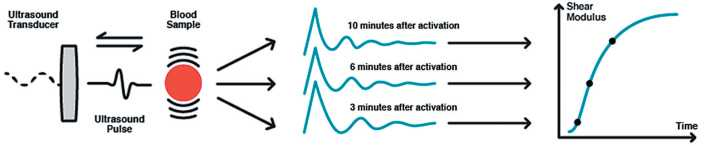 Ultrasound
Transducer
Blood
Sample
Ultrasound
Pulse
10 minutes after activation
6 minutes after activation
3 minutes after activation
Shear
Modulus
Time